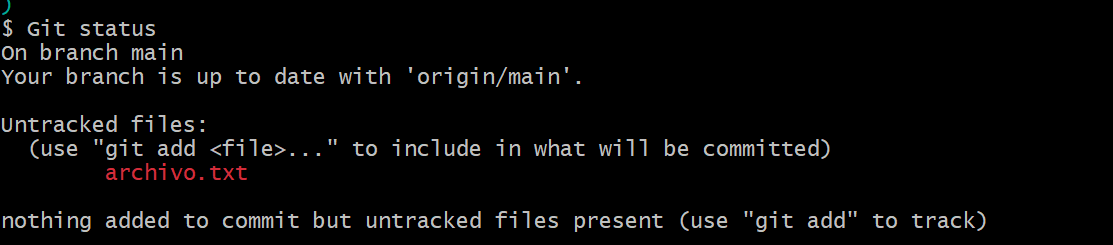 )
$ Git status
On branch main
Your branch is up to date with 'origin/main'.
Untracked files:
(use "git add <file>..." to include in what will be committed)
archivo.txt
nothing added to commit but untracked files present (use "git add" to track)